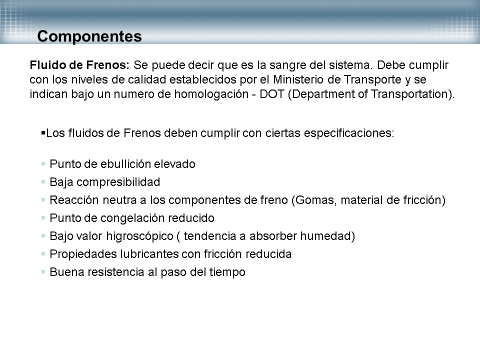 Componentes
Fluido de Frenos: Se puede decir que es la sangre del sistema. Debe cumplir
con los niveles de calidad establecidos por el Ministerio de Transporte y se
indican bajo un numero de homologación - DOT (Department of Transportation).
▪Los fluidos de Frenos deben cumplir con ciertas especificaciones:
▪ Punto de ebullición elevado
▪ Baja compresibilidad
▪ Reacción neutra a los componentes de freno (Gomas, material de fricción)
▪ Punto de congelación reducido
▪ Bajo valor higroscópico ( tendencia a absorber humedad)
▪ Propiedades lubricantes con fricción reducida
▪ Buena resistencia al paso del tiempo